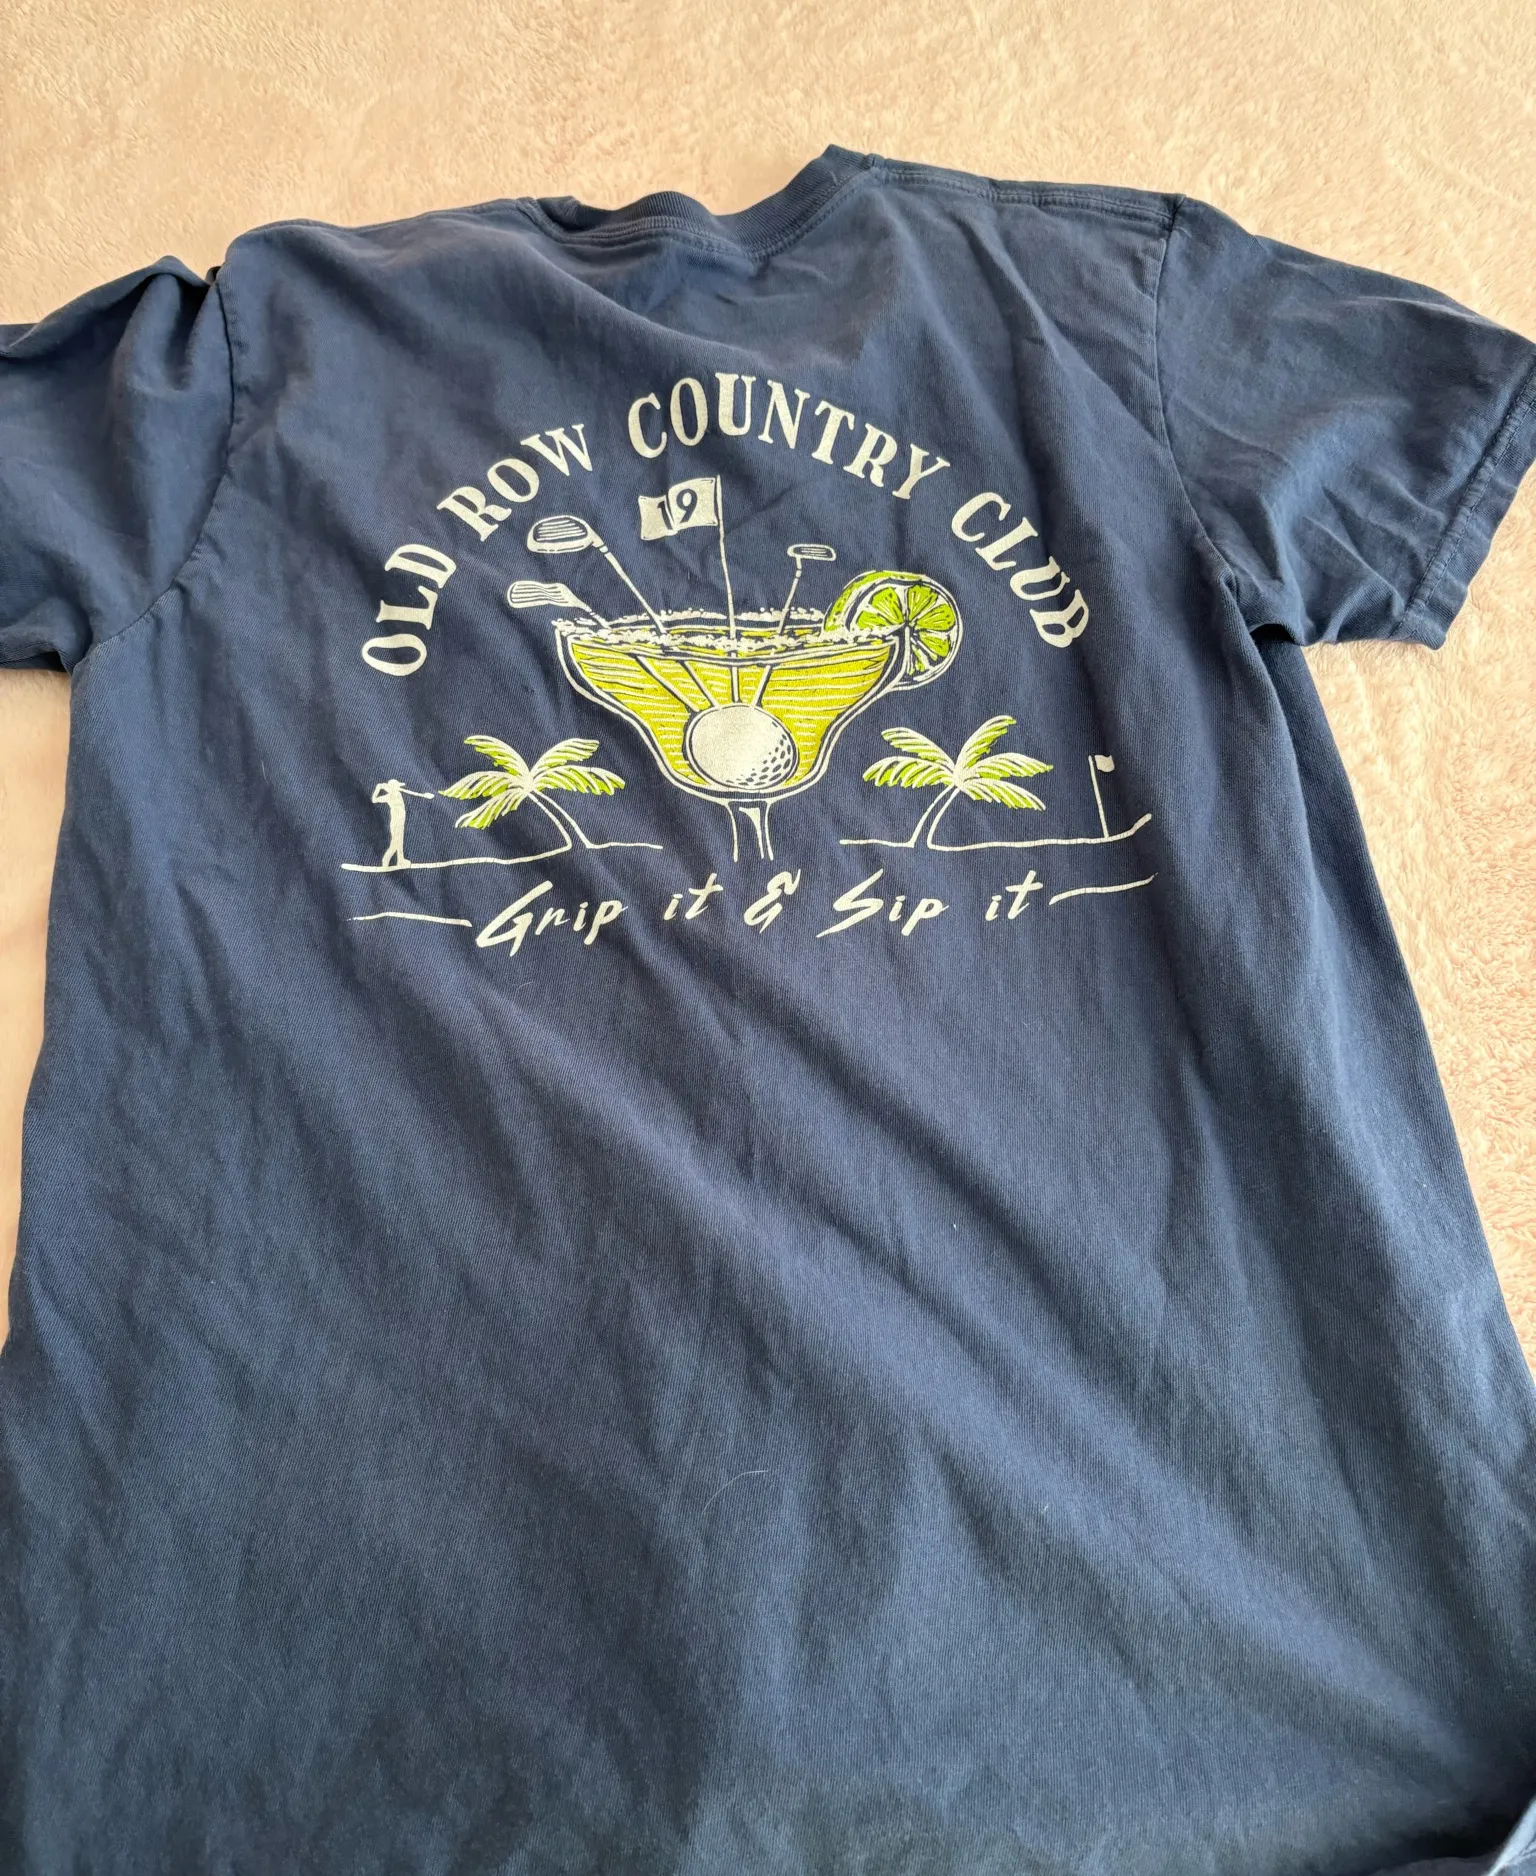 OLD ROW COUNTRY CLUB
19
Grip it & Sip it